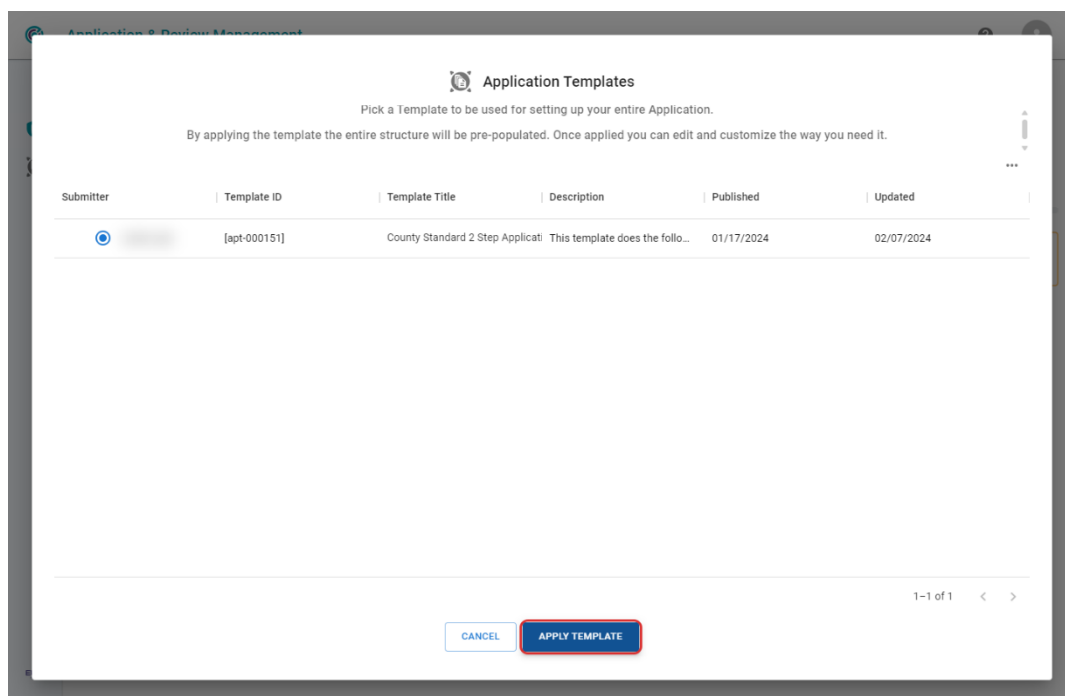 Application & Review Management
Application Templates
Pick a Template to be used for setting up your entire Application.
By applying the template the entire structure will be pre-populated. Once applied you can edit and customize the way you need it.
...
Submitter Template ID Template Title Description Published Updated
[apt-000151] County Standard 2 Step Applicati This template does the follo... 01/17/2024 02/07/2024
1–1 of 1
CANCEL APPLY TEMPLATE